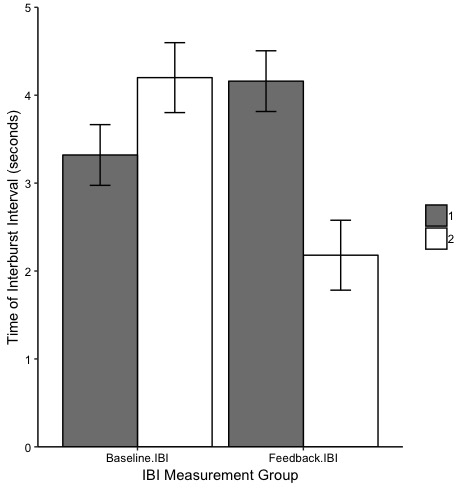 5
4
3
2
1
0
Time of Interburst Interval (seconds)
Baseline.IBI
Feedback.IBI
IBI Measurement Group
1
2